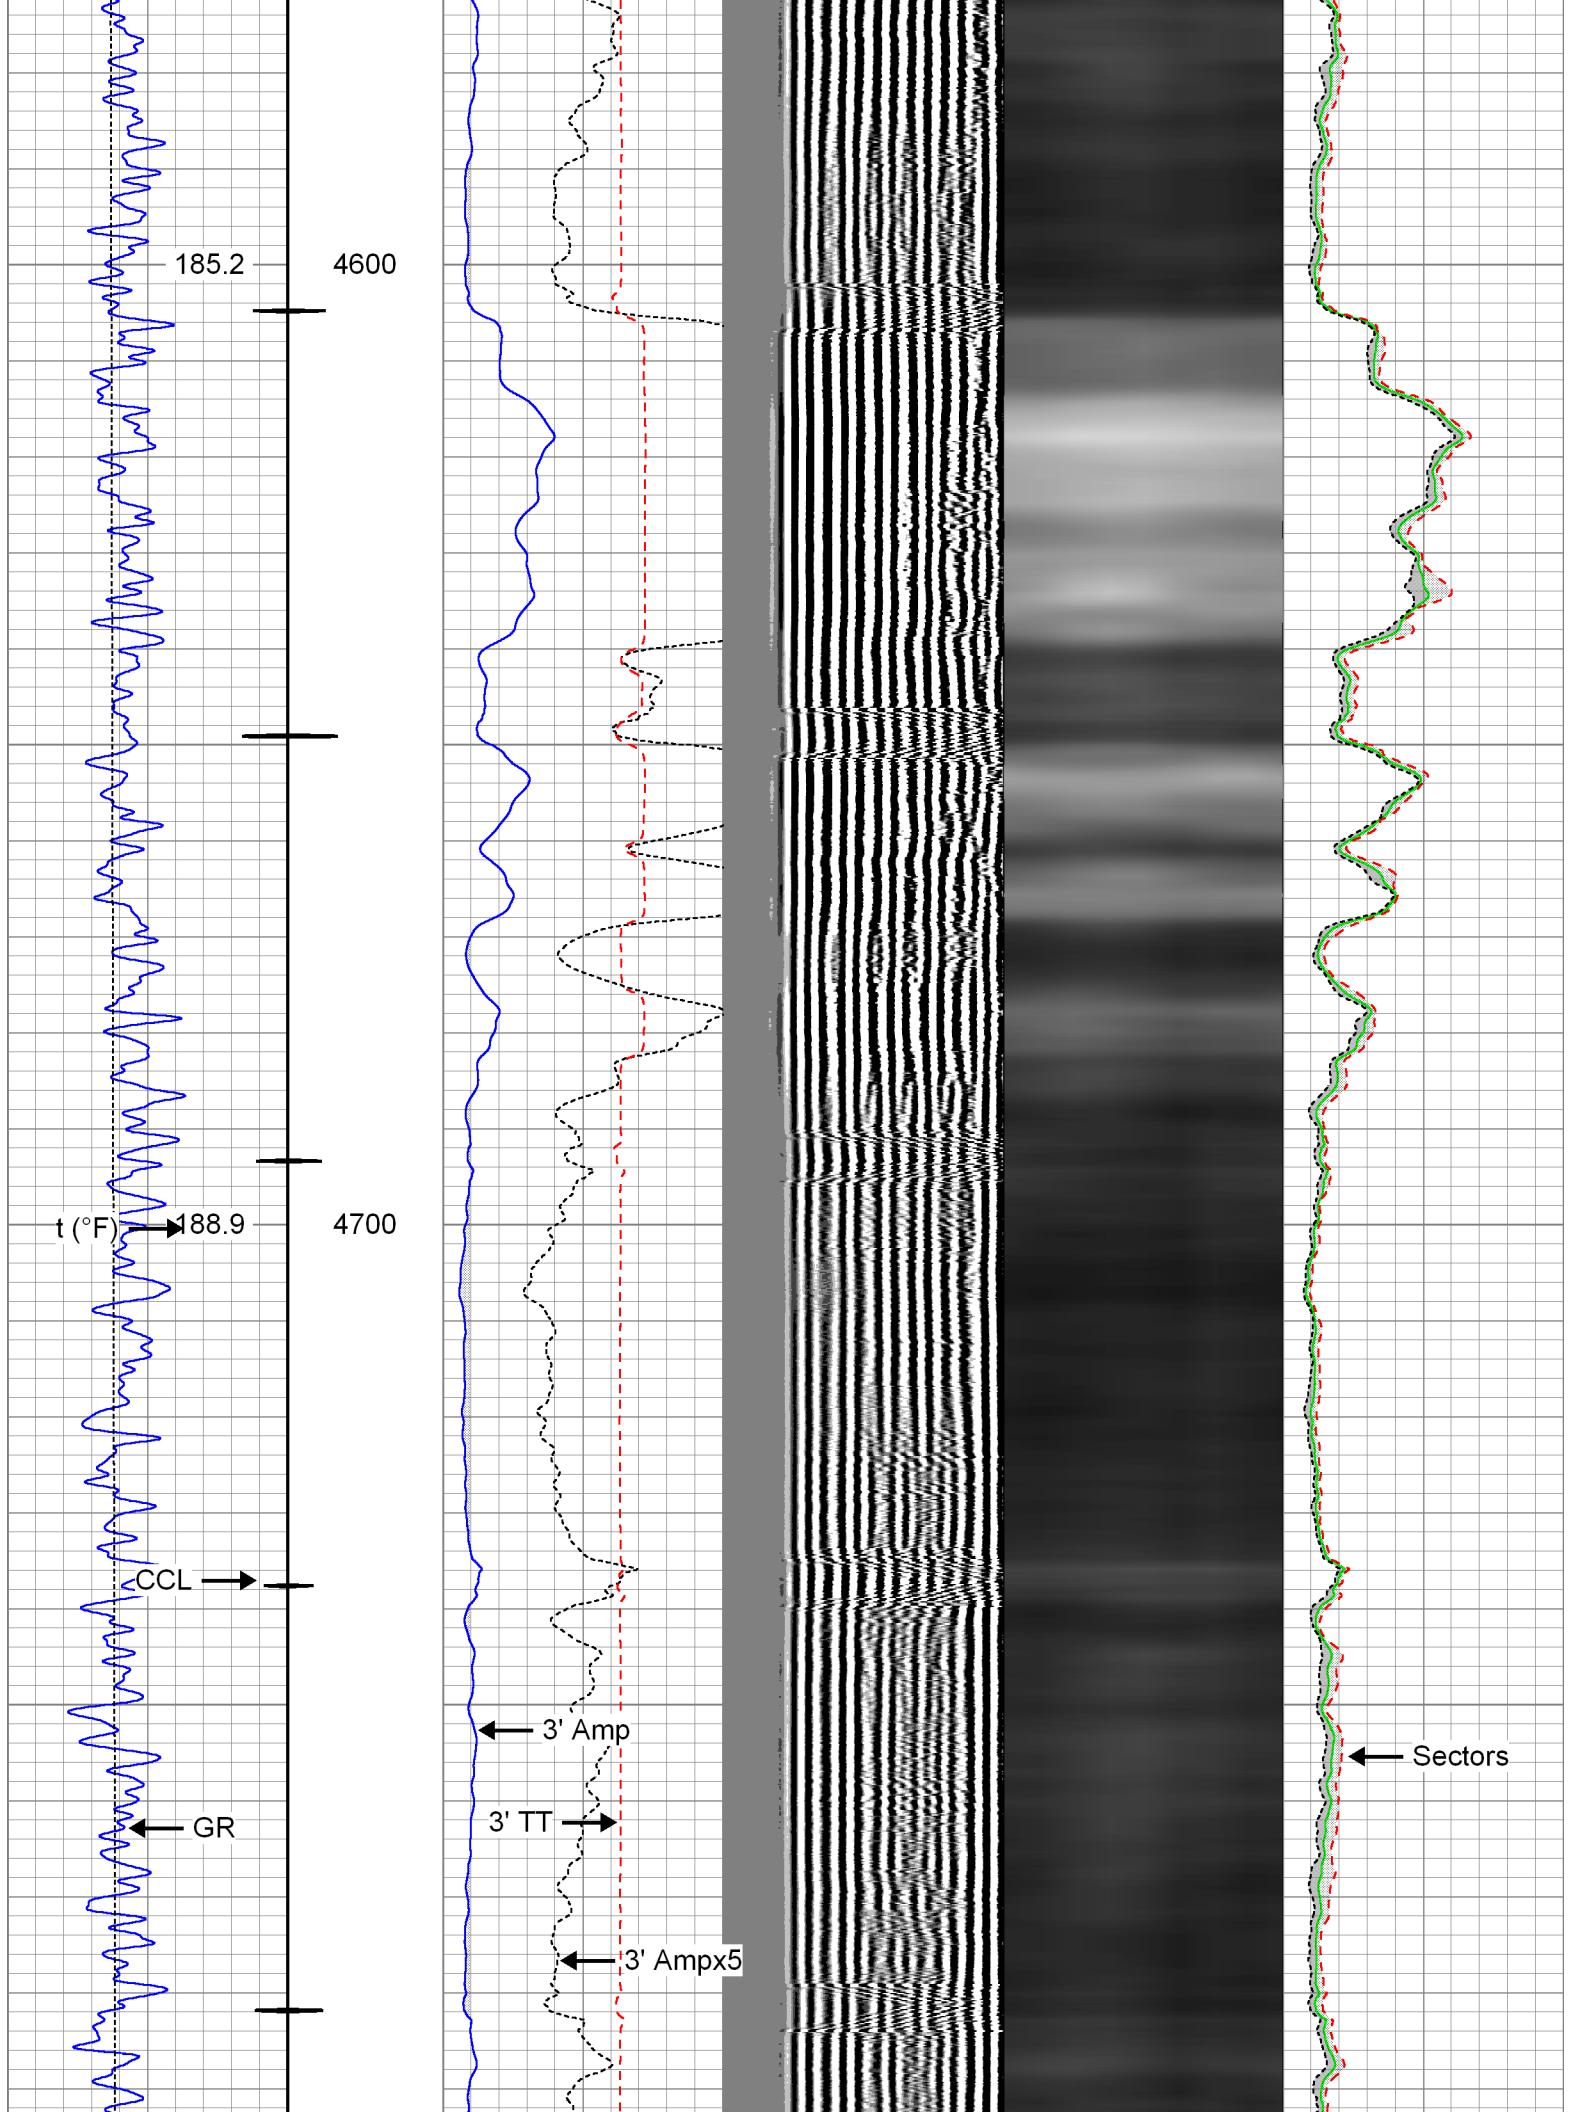 185.2
4600
t (°F)
188.9
4700
CCL
3' Amp
Sectors
3' TT
GR
3' Ampx5